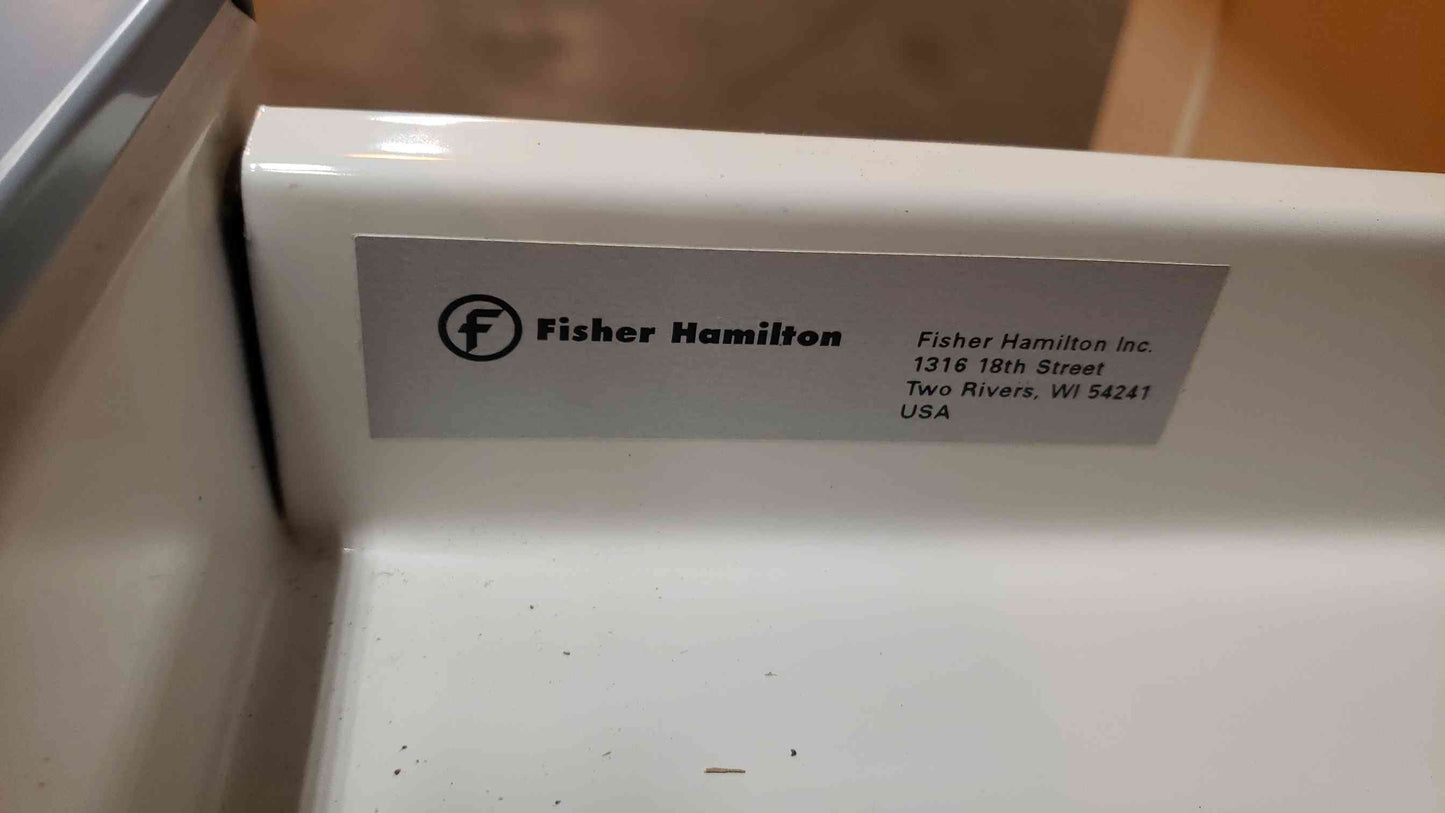 F Fisher Hamilton
Fisher Hamilton Inc.
1316 18th Street
Two Rivers, WI 54241
USA